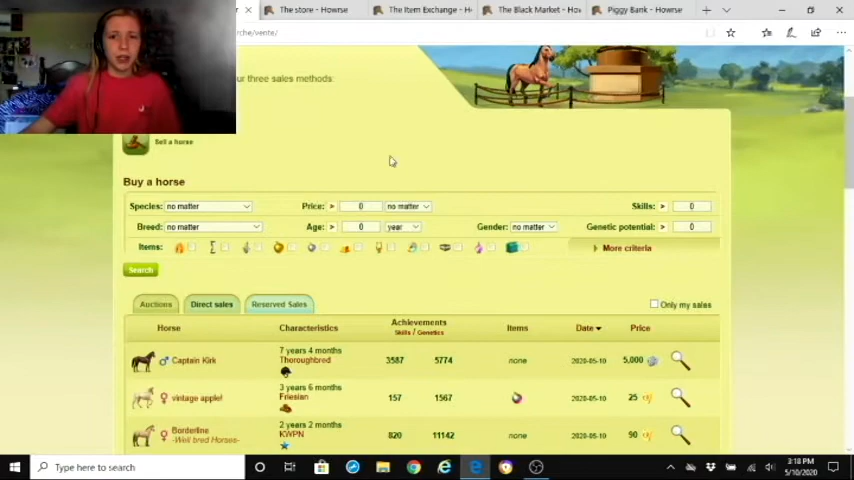 The store - Howrse
The Item Exchange - H
The Black Market - How
Piggy Bank - Howrse
rche/vente/
ur three sales methods:
Sell a horse
Buy a horse
Species: no matter Price: 0 no matter Skills: 0
Breed: no matter Age: 0 year Gender: no matter Genetic potential: 0
Items: More criteria
Search
Auctions Direct sales Reserved Sales Only my sales
Horse Characteristics Achievements Items Date Price
Skills / Genetics
7 years 4 months
Captain Kirk Thoroughbred 3587 5774 none 2020-05-10 5,000
3 years 6 months
vintage apple! Friesian 157 1567 2020-05-10 25
2 years 2 months
Borderline KWPN 820 11142 none 2020-05-10 90
-Well bred Horses-
Type here to search
3:18 PM
5/10/2020